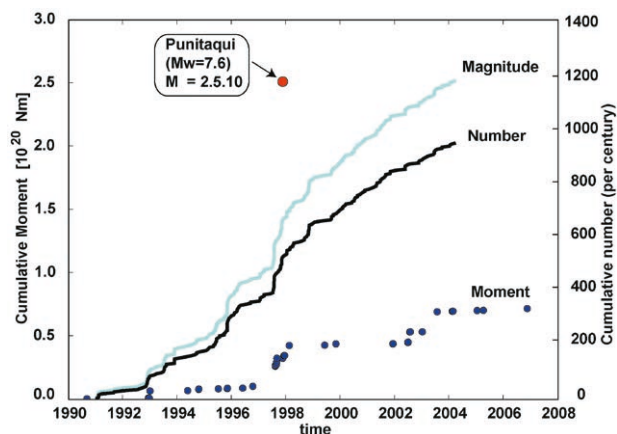 3.0
2.5
2.0
1.5
1.0
0.5
0.0
Cumulative Moment [10²⁰ Nm]
1400
1200
1000
800
600
400
200
0
Cumulative number (per century)
Punitaqui
(Mw=7.6)
M = 2.5.10
Magnitude
Number
Moment
1990 1992 1994 1996 1998 2000 2002 2004 2006 2008
time